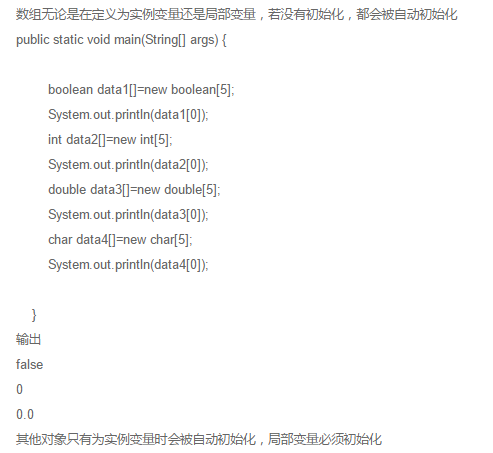 数组无论是在定义为实例变量还是局部变量，若没有初始化，都会被自动初始化
public static void main(String[] args) {
boolean data1[]=new boolean[5];
System.out.println(data1[0]);
int data2[]=new int[5];
System.out.println(data2[0]);
double data3[]=new double[5];
System.out.println(data3[0]);
char data4[]=new char[5];
System.out.println(data4[0]);
}
输出
false
0
0.0
其他对象只有为实例变量时会被自动初始化，局部变量必须初始化